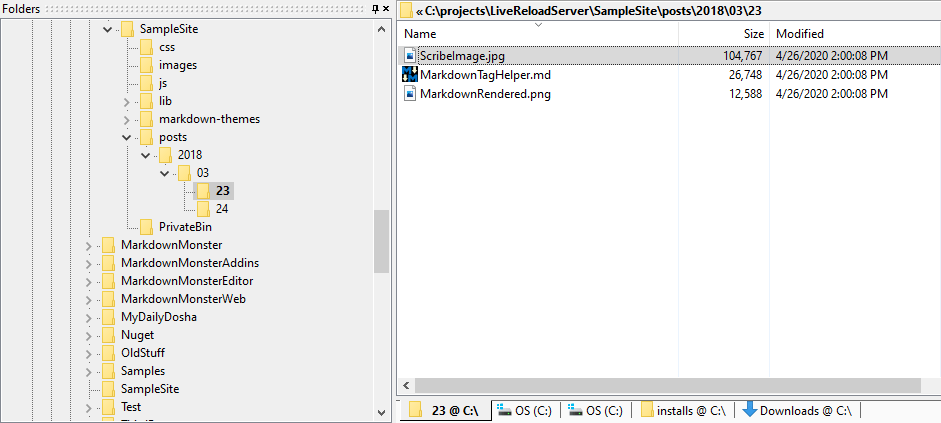 Folders
SampleSite
css
images
js
lib
markdown-themes
posts
2018
03
23
24
PrivateBin
MarkdownMonster
MarkdownMonsterAddins
MarkdownMonsterEditor
MarkdownMonsterWeb
MyDailyDosha
Nuget
OldStuff
Samples
SampleSite
Test
« C:\projects\LiveReloadServer\SampleSite\posts\2018\03\23
Name Size Modified
ScribeImage.jpg 104,767 4/26/2020 2:00:08 PM
MarkdownTagHelper.md 26,748 4/26/2020 2:00:08 PM
MarkdownRendered.png 12,588 4/26/2020 2:00:08 PM
23 @ C:\ OS (C:) OS (C:) installs @ C:\ Downloads @ C:\